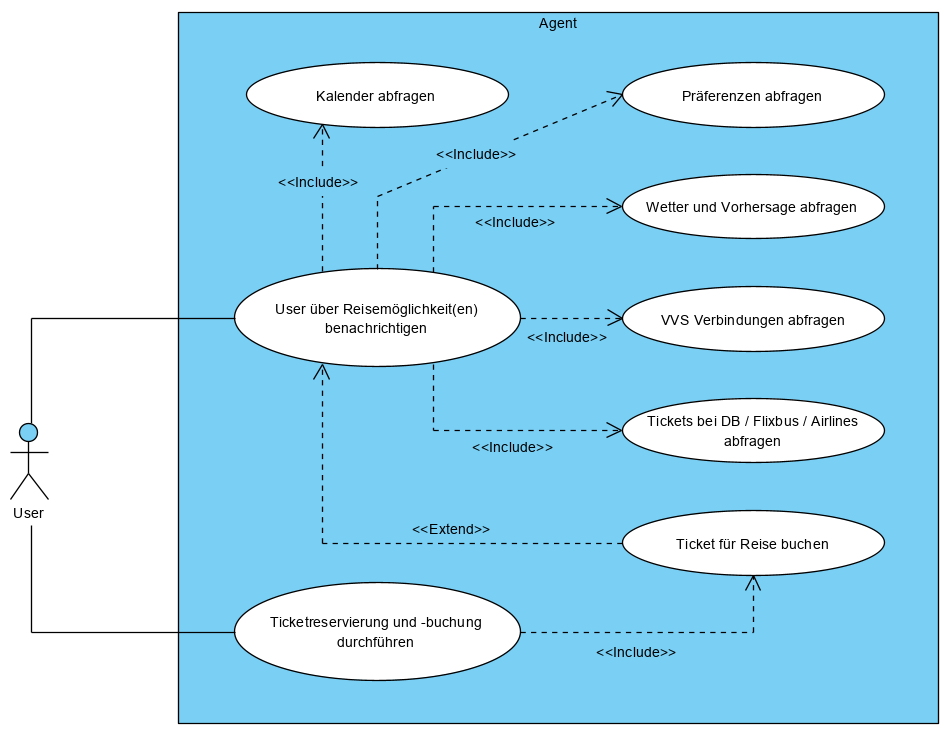 Agent
Kalender abfragen
Präferenzen abfragen
<<Include>>
<<Include>>
Wetter und Vorhersage abfragen
<<Include>>
User über Reisemöglichkeit(en)
benachrichtigen
VVS Verbindungen abfragen
<<Include>>
Tickets bei DB / Flixbus / Airlines
abfragen
<<Include>>
User
<<Extend>>
Ticket für Reise buchen
Ticketreservierung und -buchung
durchführen
<<Include>>